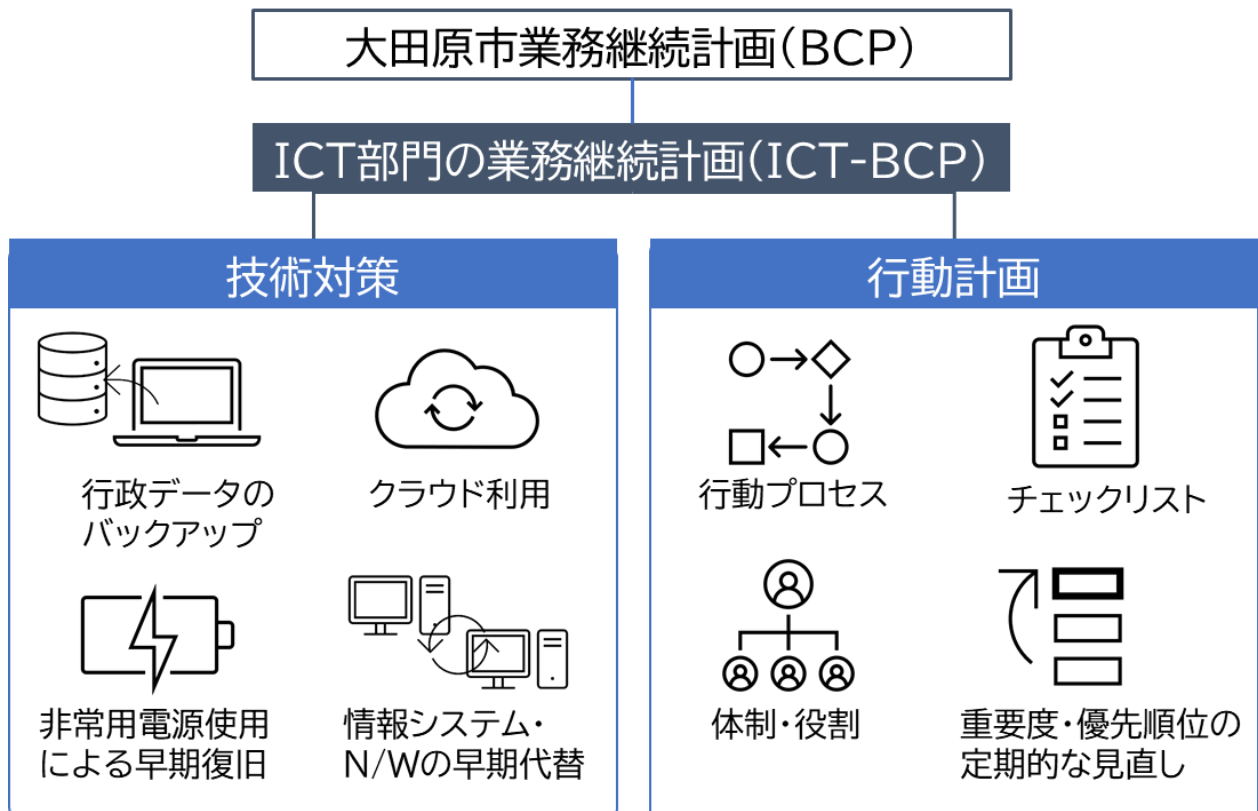 大田原市業務継続計画(BCP)
ICT部門の業務継続計画(ICT-BCP)
技術対策
行政データの
バックアップ
クラウド利用
非常用電源使用
による早期復旧
情報システム・
N/Wの早期代替
行動計画
行動プロセス
チェックリスト
体制・役割
重要度・優先順位の
定期的な見直し